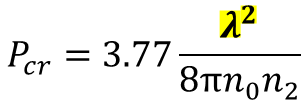 P_cr = 3.77 λ² / 8πn₀n₂